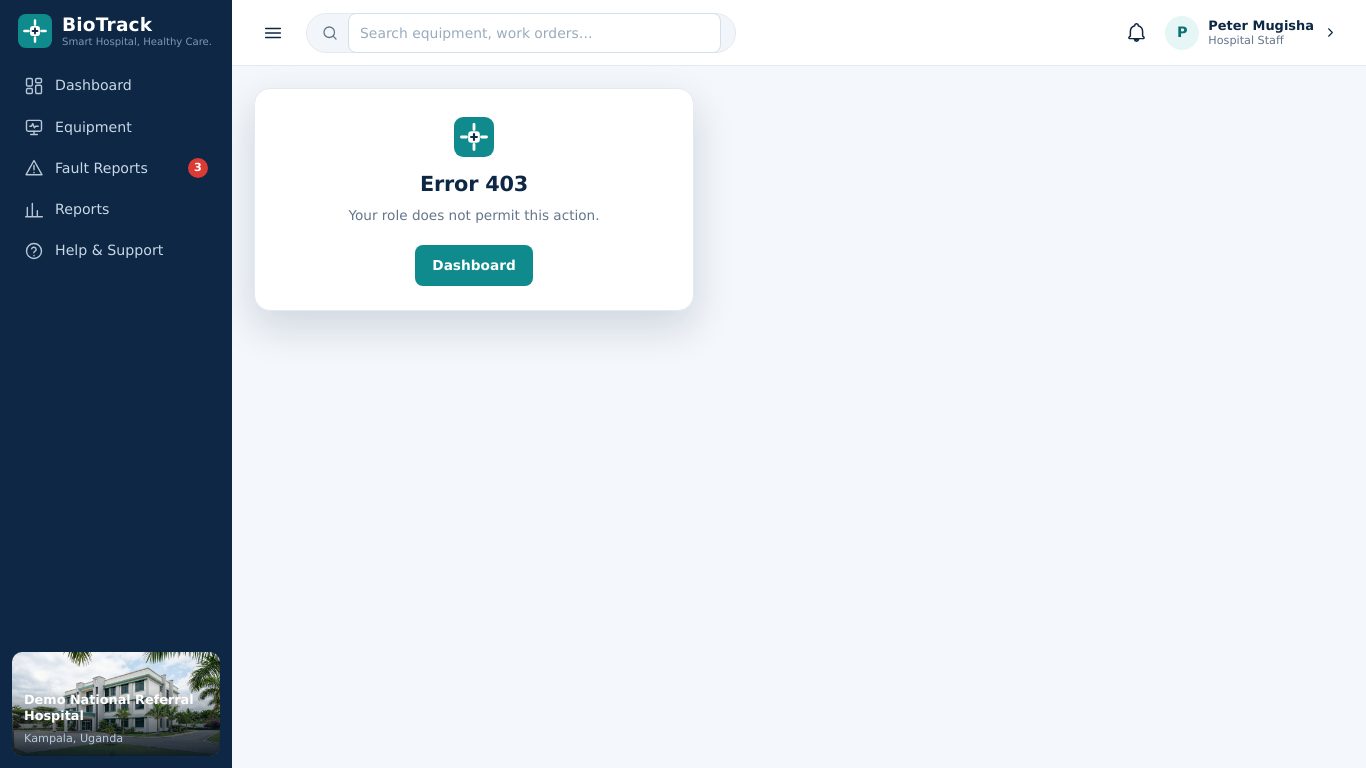 BioTrack
Smart Hospital, Healthy Care.
Dashboard
Equipment
Fault Reports 3
Reports
Help & Support
Demo National Referral
Hospital
Kampala, Uganda
Search equipment, work orders...
P
Peter Mugisha
Hospital Staff
Error 403
Your role does not permit this action.
Dashboard